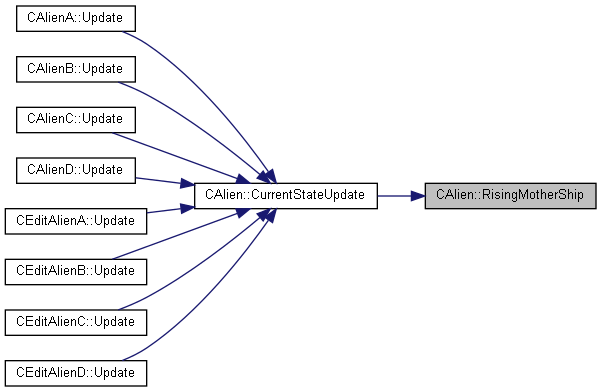 CAlienA::Update
CAlienB::Update
CAlienC::Update
CAlienD::Update
CEditAlienA::Update
CEditAlienB::Update
CEditAlienC::Update
CEditAlienD::Update
CAlien::CurrentStateUpdate
CAlien::RisingMotherShip